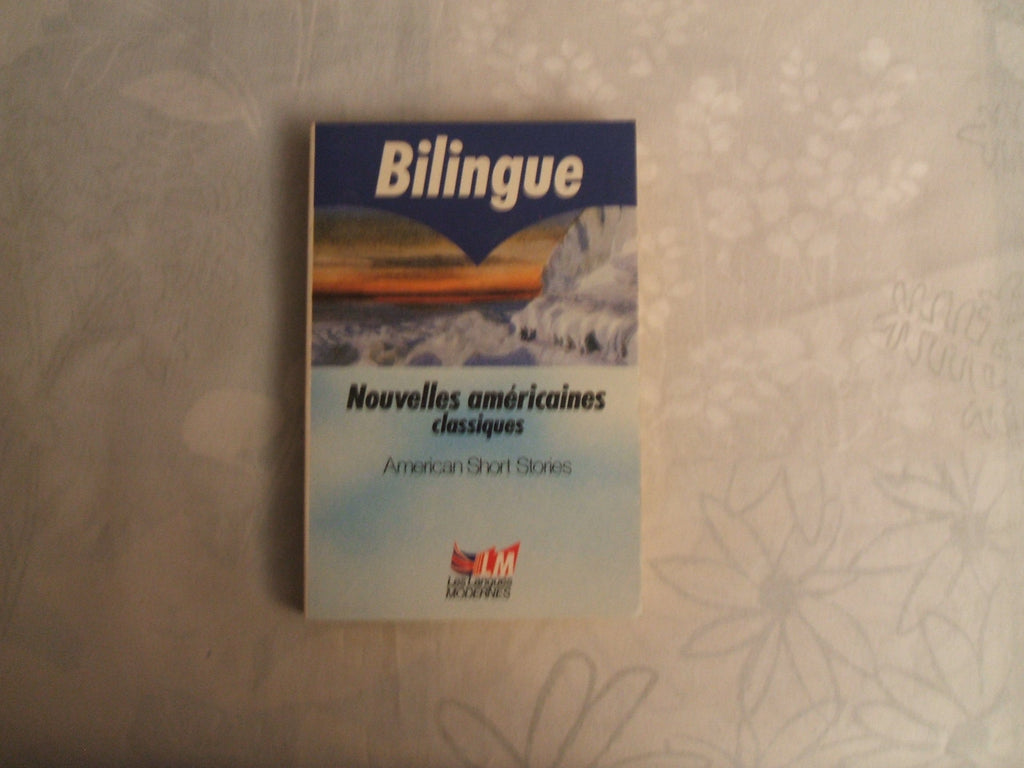 Bilingue
Nouvelles américaines
classiques
American Short Stories
LM
Les Langues
MODERNES